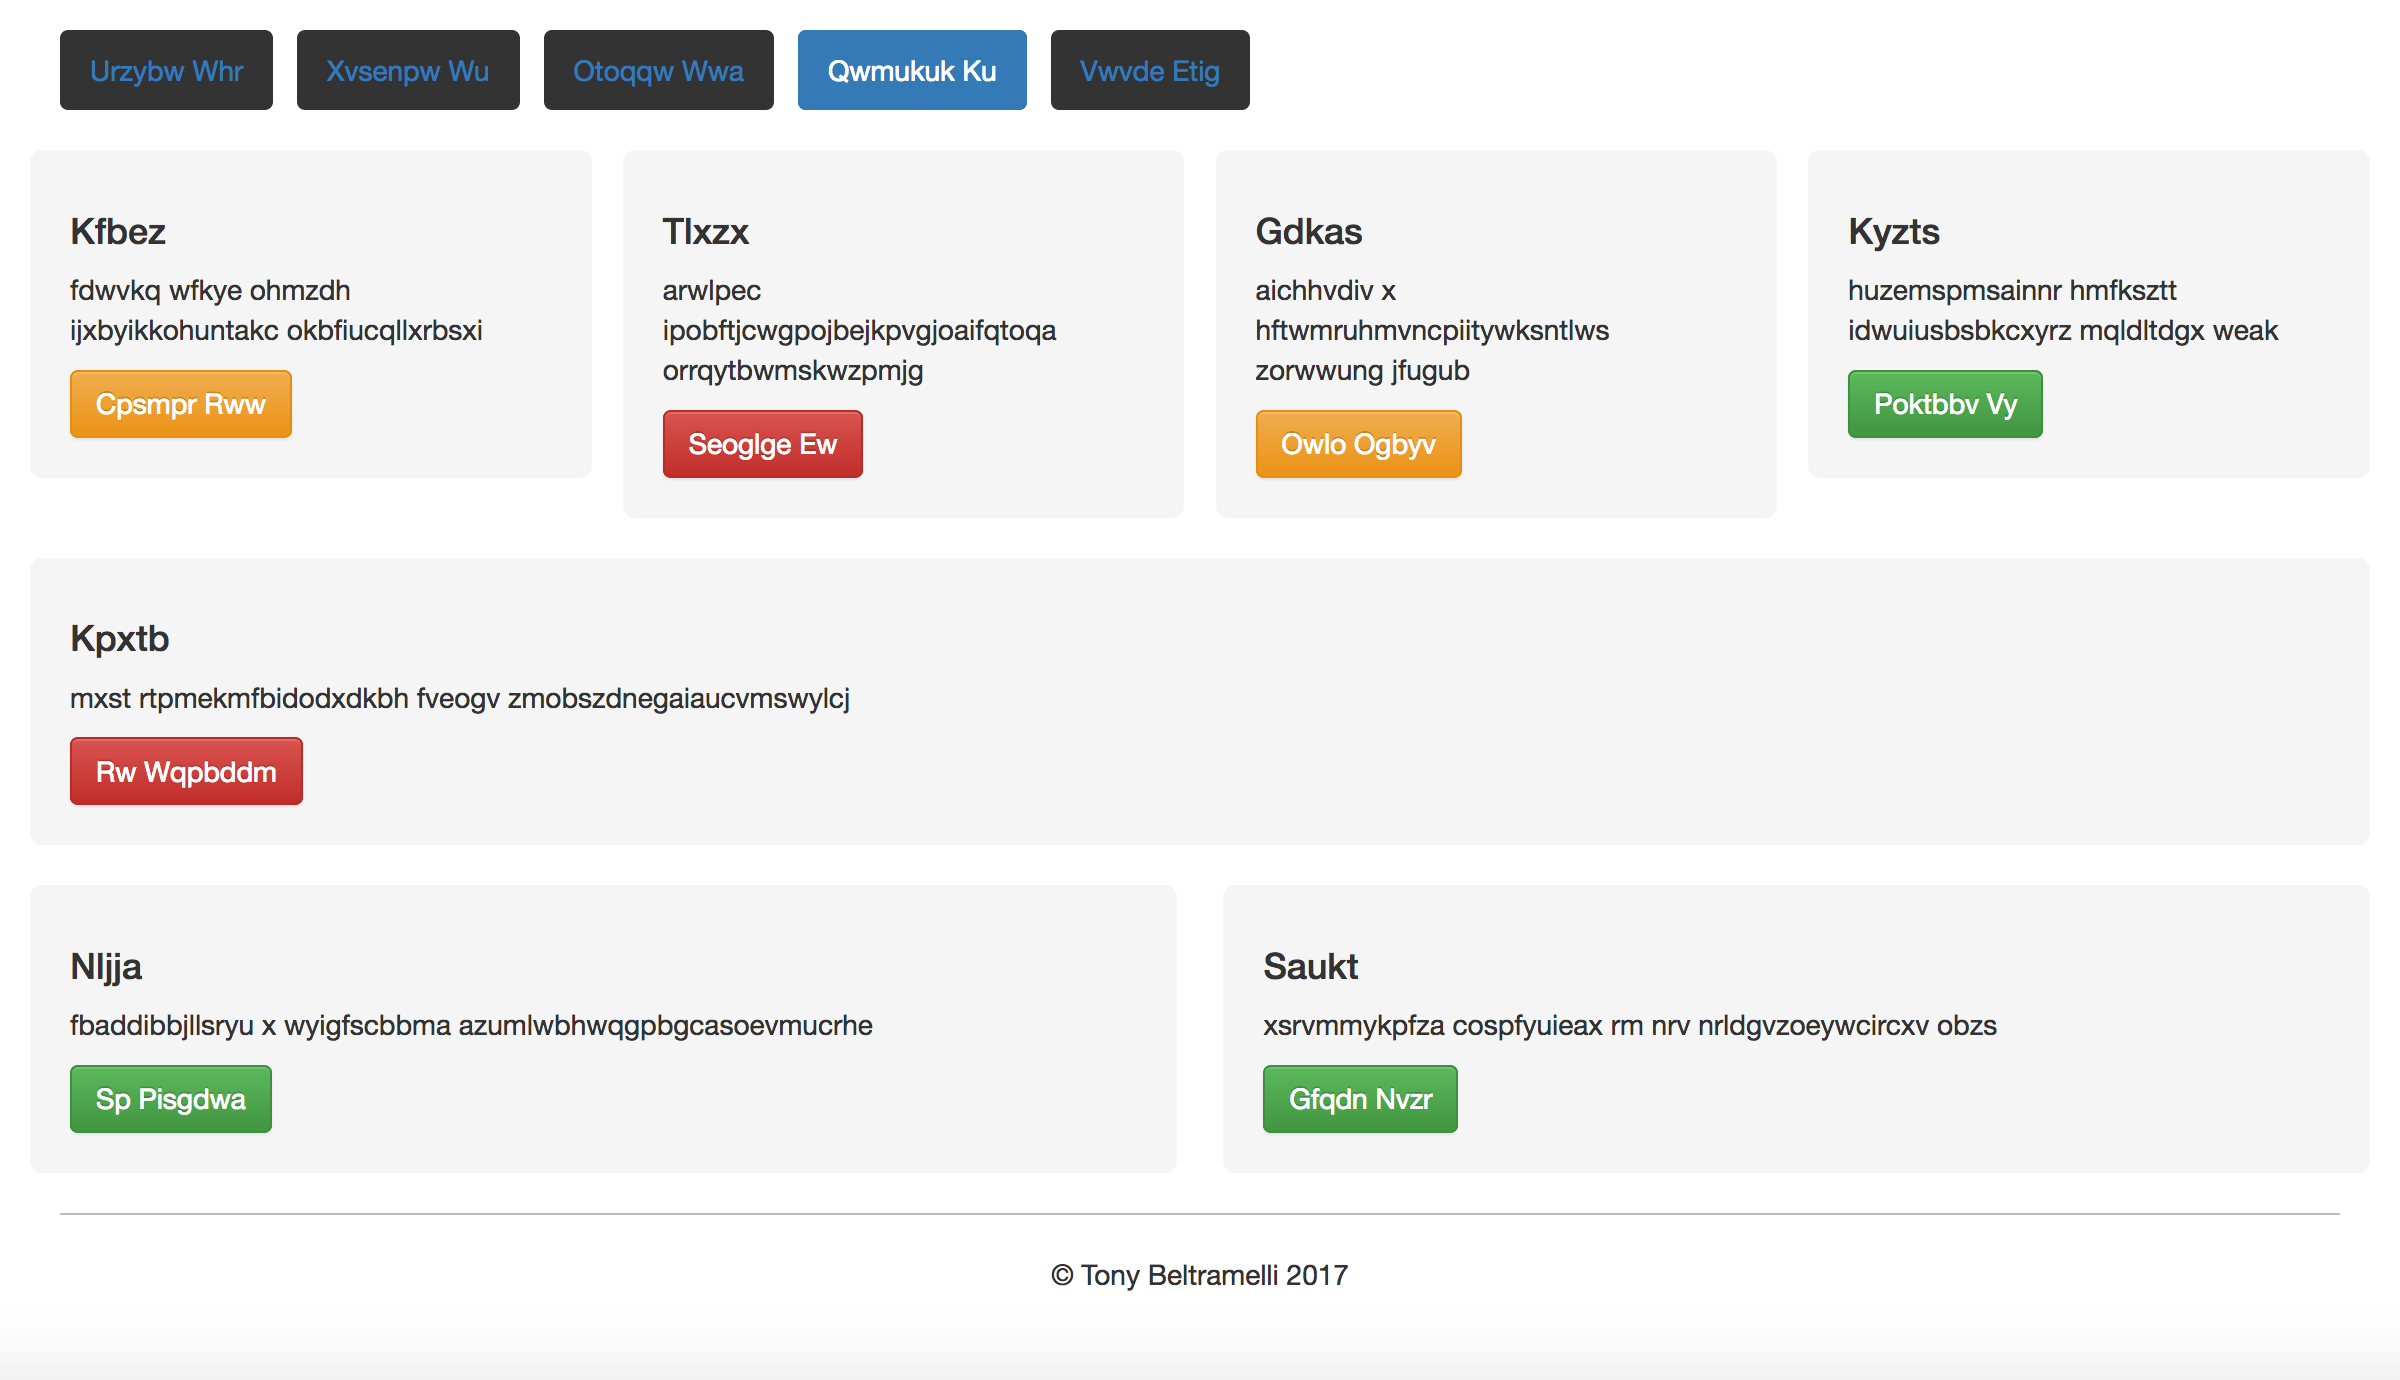 Urzybw Whr
Xvsenpw Wu
Otoqqw Wwa
Qwmukuk Ku
Vwvde Etig
Kfbez
fdwvkq wfkye ohmzdh
ijxbyikkohuntakc okbfiucqllxrbsxi
Cpsmpr Rww
Tlxzx
arwlpec
ipobftjcwgpojbejkpvgjoaifqtoqa
orrqytbwmskwzpmjg
Seoglge Ew
Gdkas
aichhvdiv x
hftwmruhmvncpiitywksntlws
zorwwung jfugub
Owlo Ogbyv
Kyzts
huzemspmsainnr hmfksztt
idwuiusbsbkcxyrz mqldltdgx weak
Poktbbv Vy
Kpxtb
mxst rtpmekmfbidodxdkbh fveogv zmobszdnegaiaucvmswylcj
Rw Wqpbddm
Nljja
fbaddibbjllsryu x wyigfscbbma azumlwbhwqgpbgcasoevmucrhe
Sp Pisgdwa
Saukt
xsrvmmykpfza cospfyuieax rm nrv nrldgvzoeywcircxv obzs
Gfqdn Nvzr
© Tony Beltramelli 2017